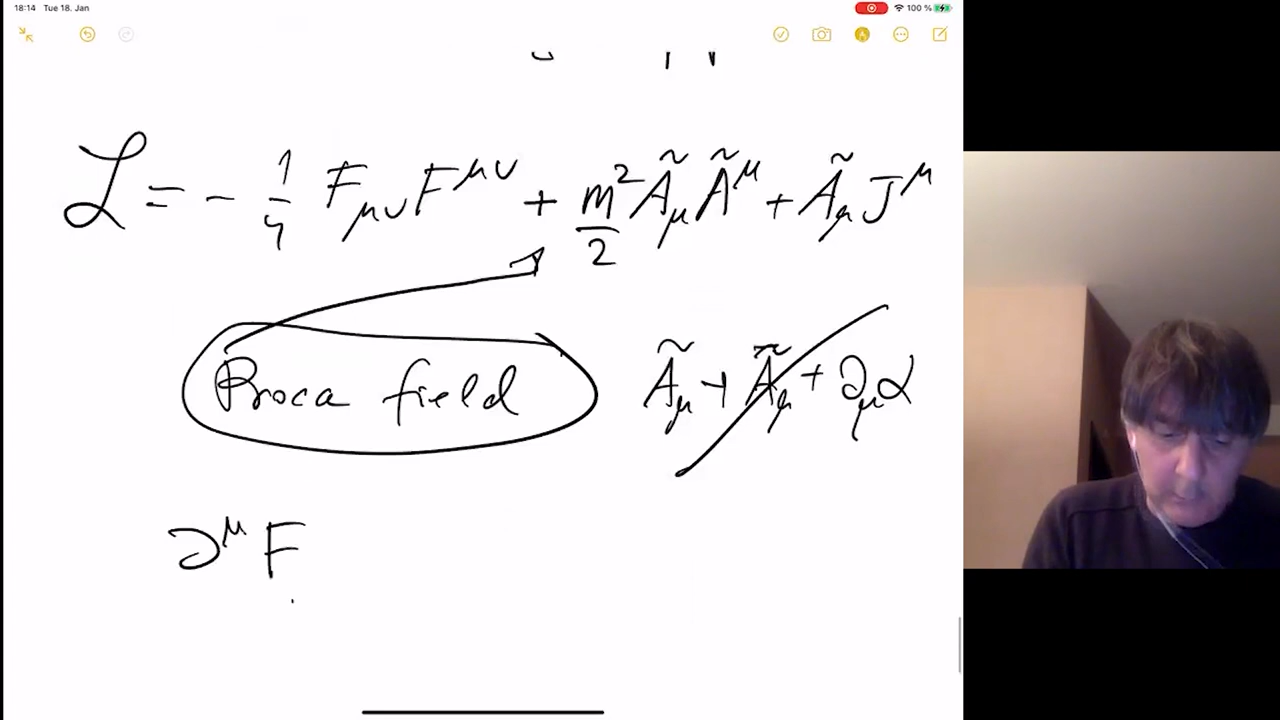 18:14 Tue 18. Jan 100 %
ℒ = - 1/4 F_μν F^μν + m²/2 Ã_μ Ã^μ + Ã_μ J^μ
Proca field Ã_μ → Ã_μ + ∂_μ α
∂^μ F